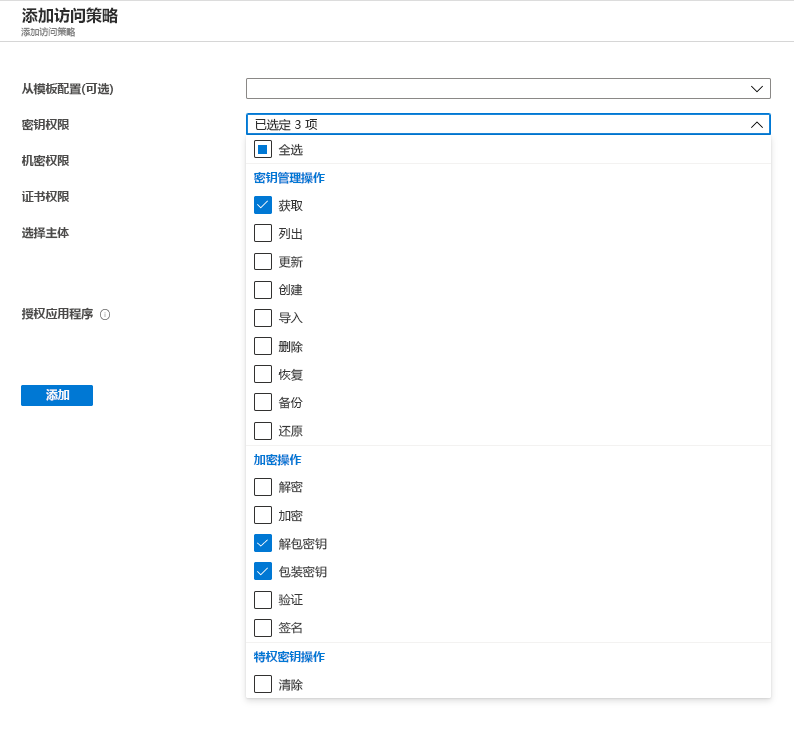 添加访问策略
添加访问策略
从模板配置(可选)
密钥权限
已选定 3 项
机密权限
证书权限
选择主体
授权应用程序
添加
全选
密钥管理操作
获取
列出
更新
创建
导入
删除
恢复
备份
还原
加密操作
解密
加密
解包密钥
包装密钥
验证
签名
特权密钥操作
清除